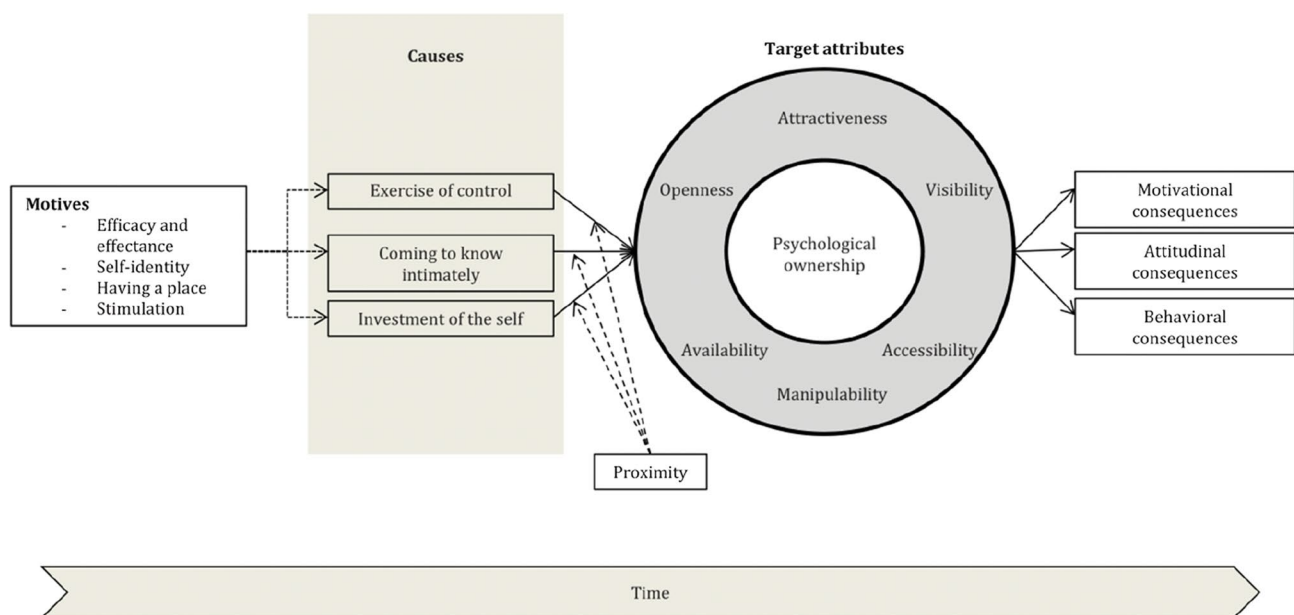 Causes
Target attributes
Motives
- Efficacy and
effectance
- Self-identity
- Having a place
- Stimulation
Exercise of control
Coming to know
intimately
Investment of the self
Attractiveness
Openness
Visibility
Psychological
ownership
Availability
Accessibility
Manipulability
Motivational
consequences
Attitudinal
consequences
Behavioral
consequences
Proximity
Time